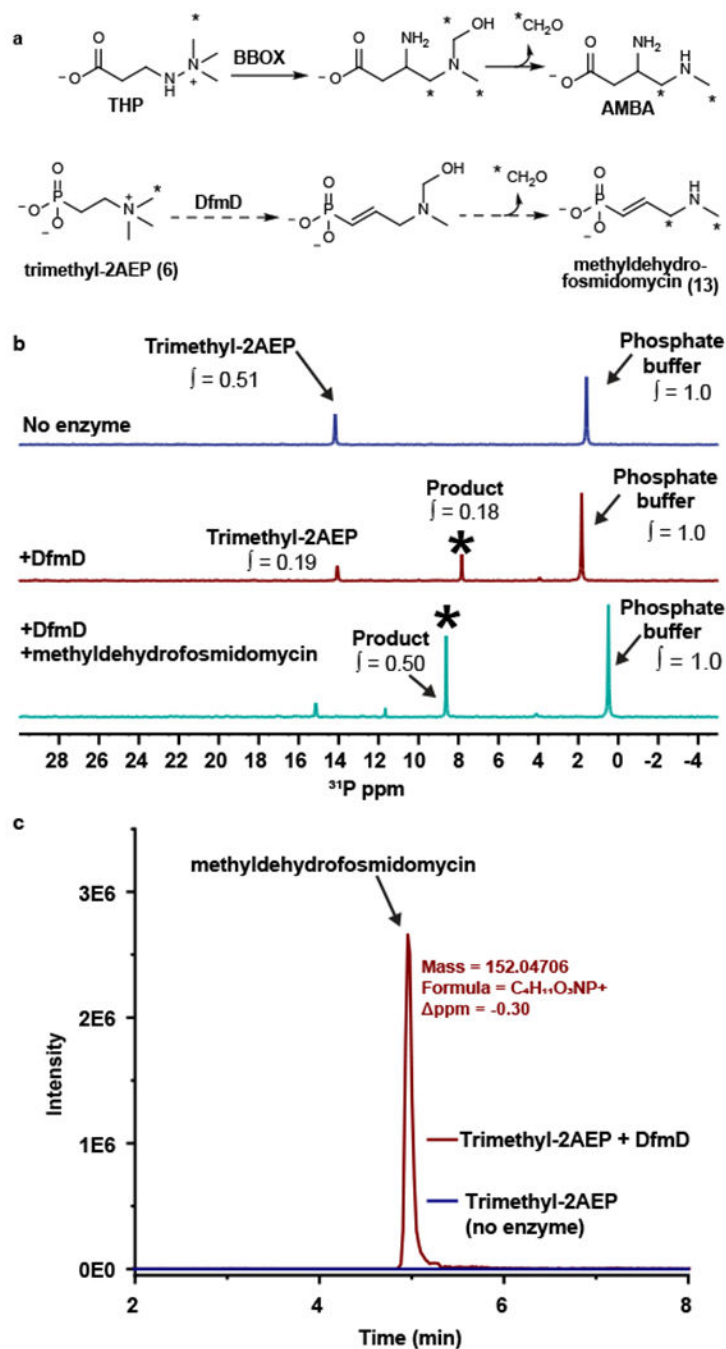 a
O
⁻O
N
H
N
+
*
THP
BBOX
O
⁻O
NH₂
*
OH
N
*
*
*CH₂O
O
⁻O
NH₂
H
N
*
*
AMBA
O
⁻O
P
O
⁻
N
+
*
trimethyl-2AEP (6)
DfmD
O
⁻O
P
O
⁻
OH
N
*CH₂O
O
⁻O
P
O
⁻
H
N
*
*
methyldehydro-
fosmidomycin (13)
b
Trimethyl-2AEP
∫ = 0.51
Phosphate
buffer
∫ = 1.0
No enzyme
Product
∫ = 0.18
*
Trimethyl-2AEP
∫ = 0.19
Phosphate
buffer
∫ = 1.0
+DfmD
+DfmD
+methyldehydrofosmidomycin
*
Product
∫ = 0.50
Phosphate
buffer
∫ = 1.0
28 26 24 22 20 18 16 14 12 10 8 6 4 2 0 -2 -4
³¹P ppm
c
methyldehydrofosmidomycin
3E6
Mass = 152.04706
Formula = C₄H₁₁O₃NP+
Δppm = -0.30
2E6
Intensity
1E6
Trimethyl-2AEP + DfmD
Trimethyl-2AEP
(no enzyme)
0E0
2 4 6 8
Time (min)